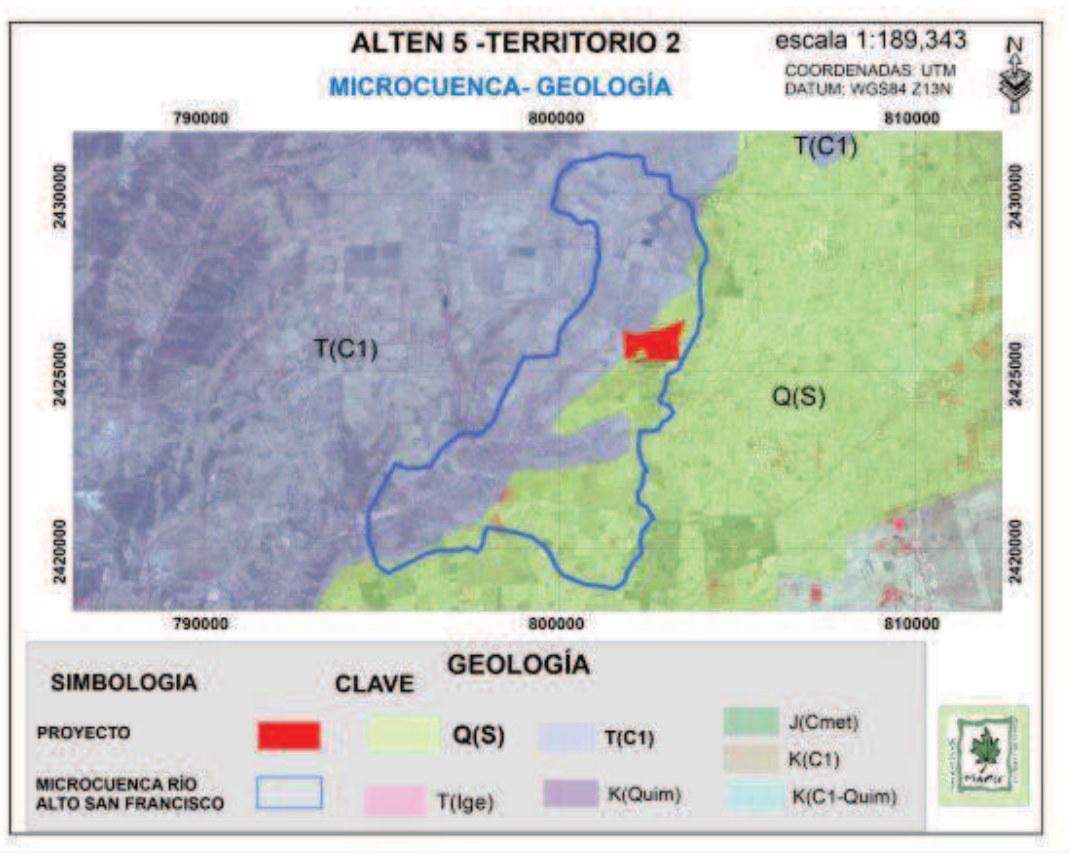 ALTEN 5 -TERRITORIO 2
escala 1:189,343
MICROCUENCA- GEOLOGÍA
COORDENADAS: UTM
DATUM; WGS84 Z13N
N
790000 800000 810000
T(C1)
2430000 2430000
T(C1)
2425000 2425000
Q(S)
2420000 2420000
790000 800000 810000
GEOLOGÍA
SIMBOLOGIA CLAVE
PROYECTO Q(S) T(C1) J(Cmet)
K(C1)
MICROCUENCA RÍO
ALTO SAN FRANCISCO T(Ige) K(Quim) K(C1-Quim)